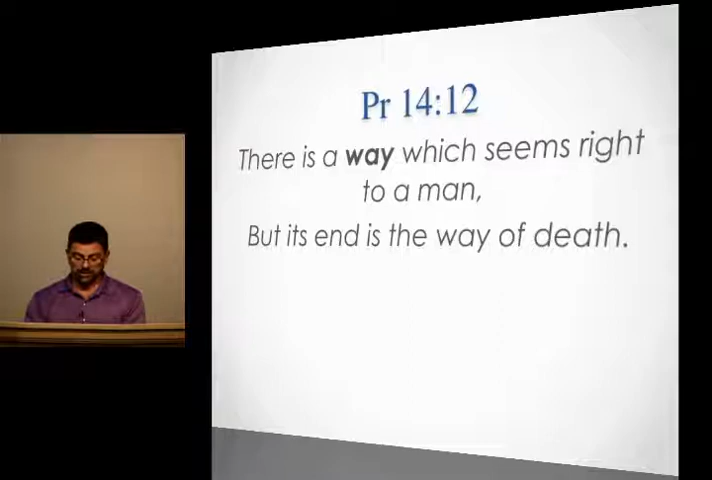 Pr 14:12
There is a way which seems right
to a man,
But its end is the way of death.